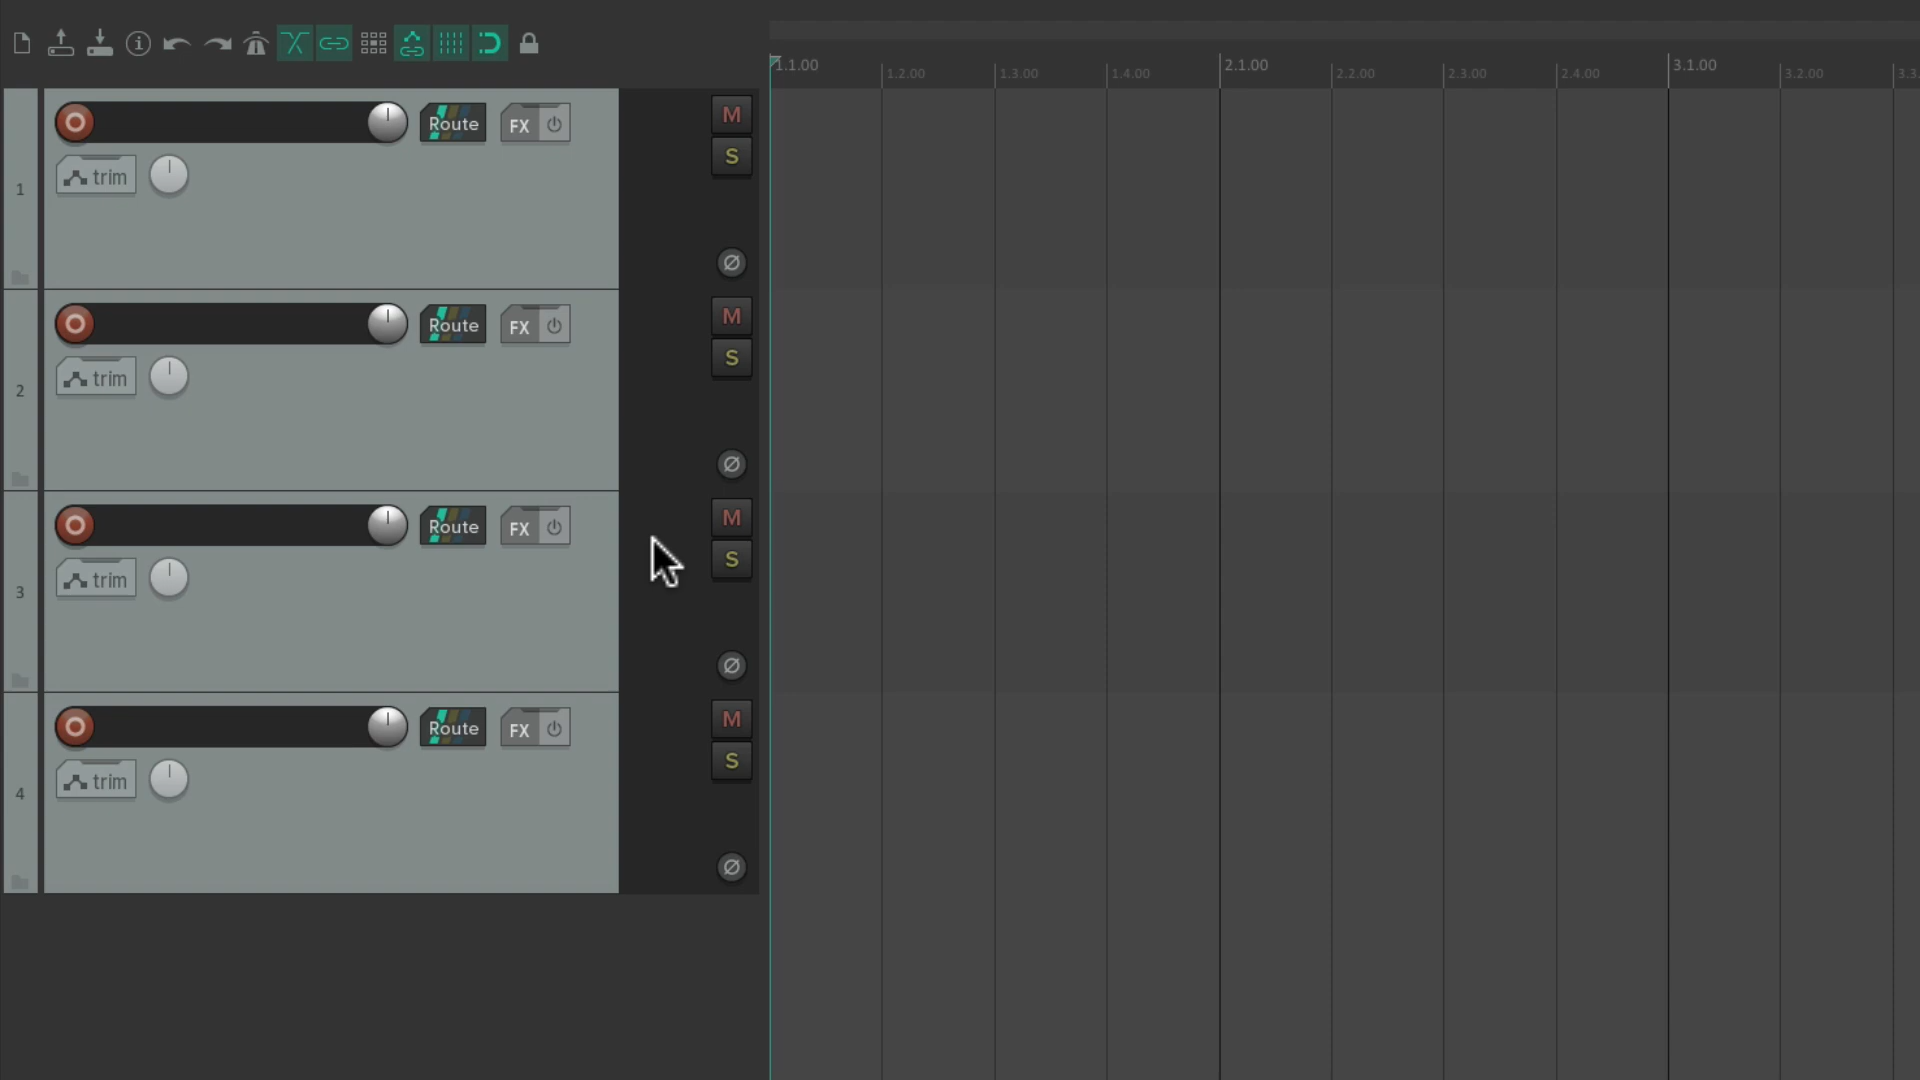 1.1.00 1.2.00 1.3.00 1.4.00 2.1.00 2.2.00 2.3.00 2.4.00 3.1.00 3.2.00 3.3.
Route FX M
trim S
1
Route FX M
trim S
2
Route FX M
trim S
3
Route FX M
trim S
4